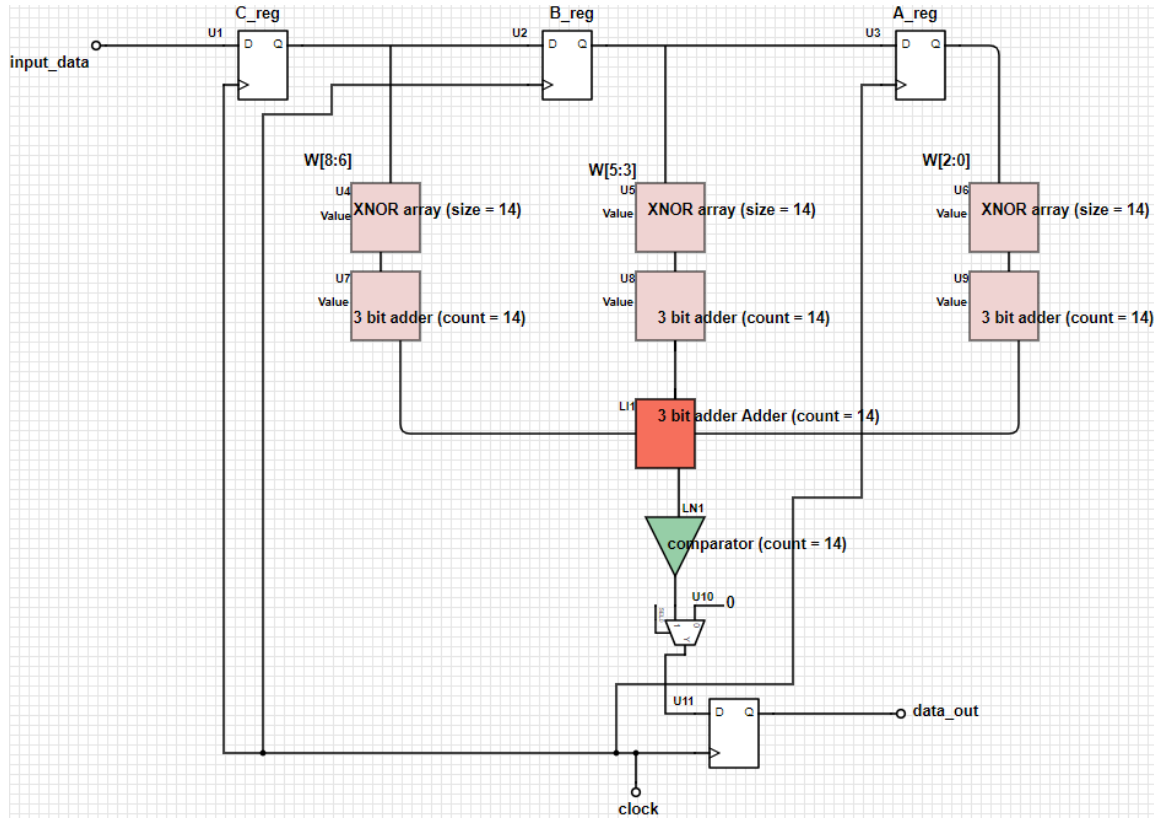 C_reg
B_reg
A_reg
U1
U2
U3
D Q
D Q
D Q
input_data
W[8:6]
W[5:3]
W[2:0]
U4
U5
U6
Value
Value
Value
XNOR array (size = 14)
XNOR array (size = 14)
XNOR array (size = 14)
U7
U8
U9
Value
Value
Value
3 bit adder (count = 14)
3 bit adder (count = 14)
3 bit adder (count = 14)
LI1
3 bit adder Adder (count = 14)
LN1
comparator (count = 14)
U10
0
1
0
Y
U11
D Q
data_out
clock